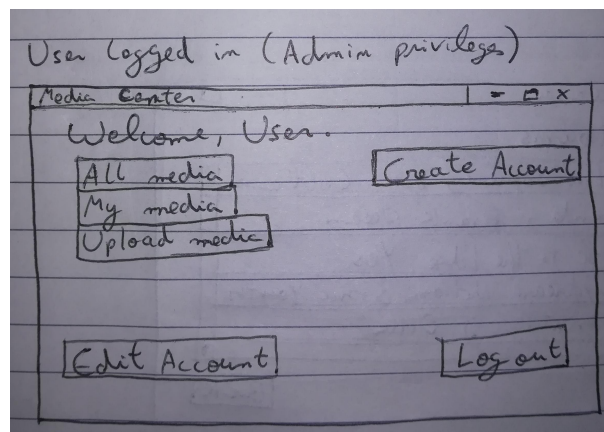 User Logged in (Admin privileges)
Media Center
Welcome, User.
All media
Create Account
My media
Upload media
Edit Account
Log out